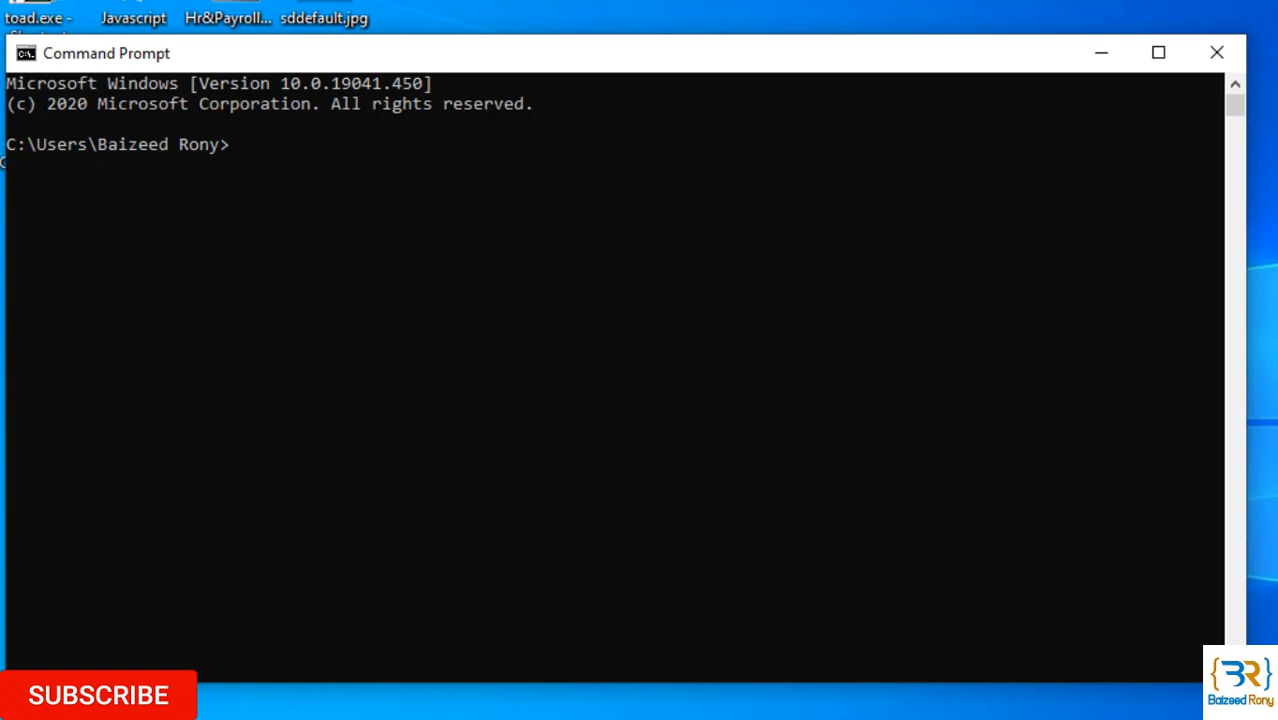 toad.exe - Javascript Hr&Payroll... sddefault.jpg
Command Prompt
Microsoft Windows [Version 10.0.19041.450]
(c) 2020 Microsoft Corporation. All rights reserved.
C:\Users\Baizeed Rony>
SUBSCRIBE
{BR}
Baizeed Rony